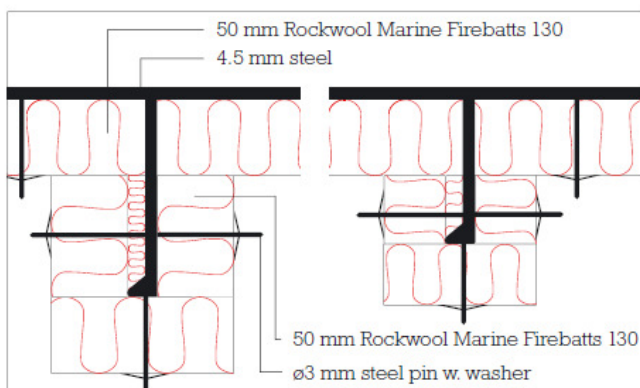 50 mm Rockwool Marine Firebatts 130
4.5 mm steel
50 mm Rockwool Marine Firebatts 130
ø3 mm steel pin w. washer